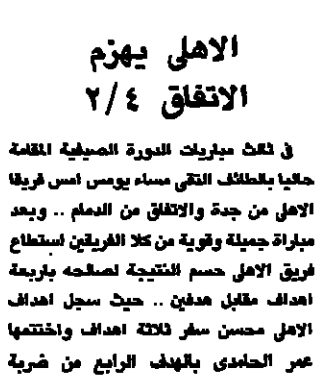 الاهلى يهزم
الاتفاق ٤ / ٢
فى ثالث مباريات الدورة الصيفية المقامة
حاليا بالطائف التقى مساء يومس امس فريقا
الاهلى من جدة والاتفاق من الدمام .. وبعد
مباراة جميلة وقوية من كلا الفريقين استطاع
فريق الاهلى حسم النتيجة لصالحه باربعة
اهداف مقابل هدفين .. حيث سجل اهداف
الاهلى محسن سفر ثلاثة اهداف واختتمها
عمر الحامدى بالهدف الرابع من ضربة